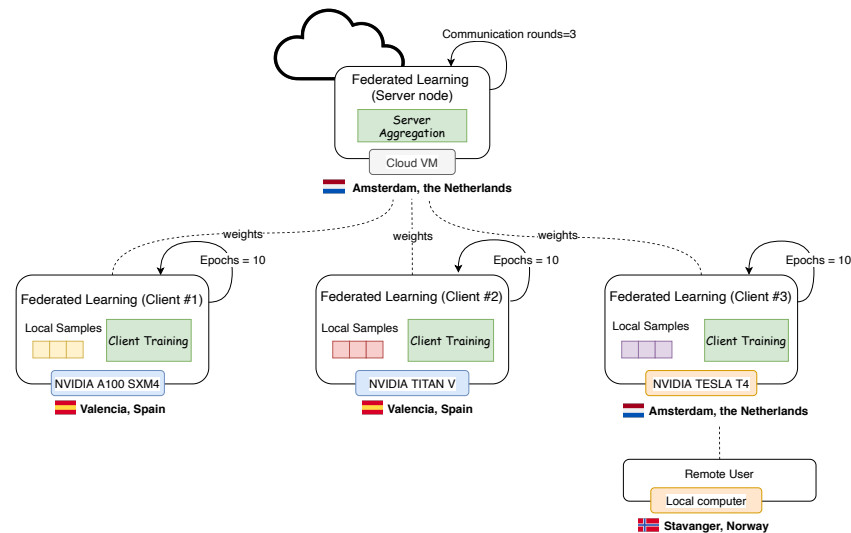 Communication rounds=3
Federated Learning
(Server node)
Server
Aggregation
Cloud VM
Amsterdam, the Netherlands
weights
weights
weights
Epochs = 10
Epochs = 10
Epochs = 10
Federated Learning (Client #1)
Local Samples
Client Training
NVIDIA A100 SXM4
Valencia, Spain
Federated Learning (Client #2)
Local Samples
Client Training
NVIDIA TITAN V
Valencia, Spain
Federated Learning (Client #3)
Local Samples
Client Training
NVIDIA TESLA T4
Amsterdam, the Netherlands
Remote User
Local computer
Stavanger, Norway